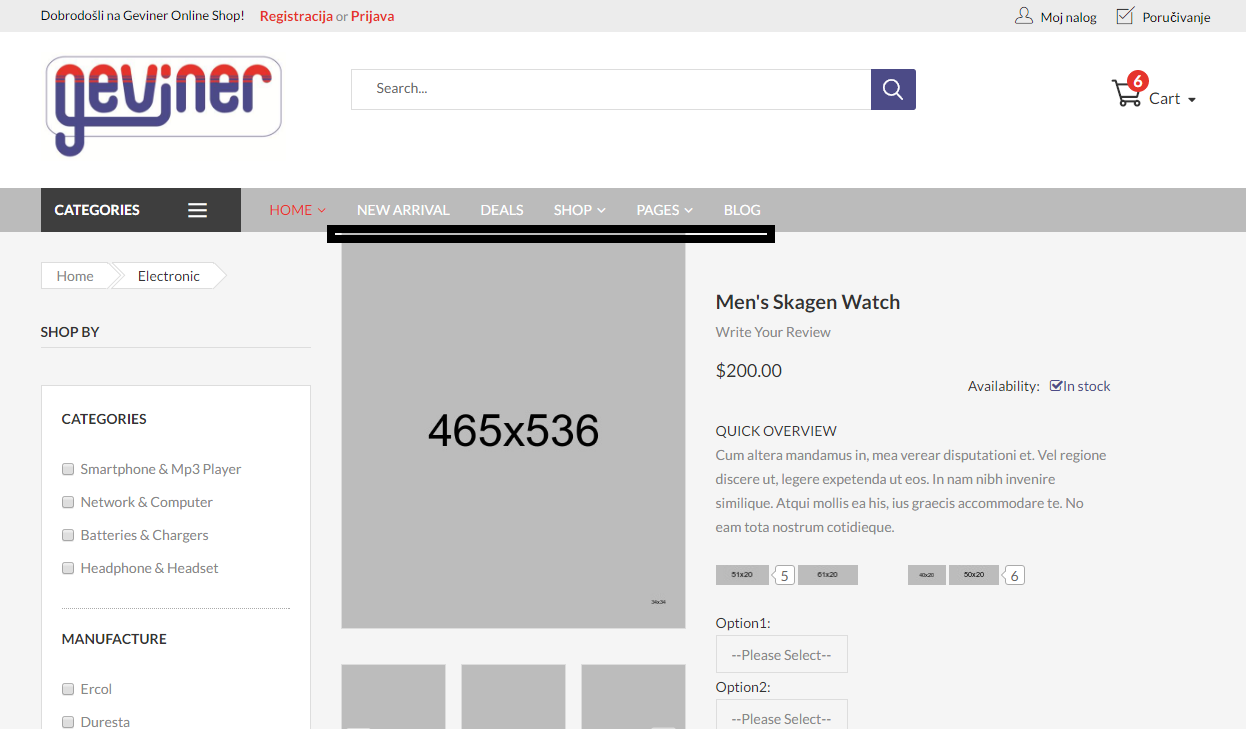 Dobrodošli na Geviner Online Shop! Registracija or Prijava
Moj nalog Poručivanje
geviner
Search...
6
Cart
CATEGORIES
HOME NEW ARRIVAL DEALS SHOP PAGES BLOG
Home Electronic
SHOP BY
CATEGORIES
Smartphone & Mp3 Player
Network & Computer
Batteries & Chargers
Headphone & Headset
MANUFACTURE
Ercol
Duresta
465x536
34x34
Men's Skagen Watch
Write Your Review
$200.00
Availability: In stock
QUICK OVERVIEW
Cum altera mandamus in, mea verear disputationi et. Vel regione
discere ut, legere expetenda ut eos. In nam nibh invenire
similique. Atqui mollis ea his, ius graecis accommodare te. No
eam tota nostrum cotidieque.
51x20 5 61x20 40x20 50x20 6
Option1:
--Please Select--
Option2:
--Please Select--